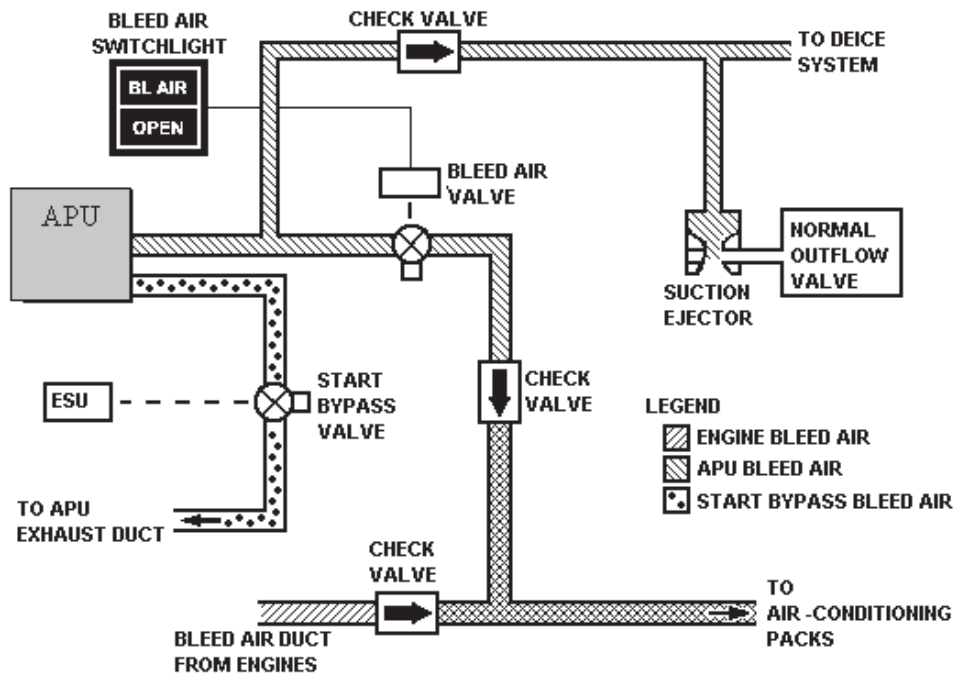 BLEED AIR
SWITCHLIGHT
BL AIR
OPEN
CHECK VALVE
TO DEICE
SYSTEM
APU
BLEED AIR
VALVE
NORMAL
OUTFLOW
VALVE
SUCTION
EJECTOR
ESU
START
BYPASS
VALVE
CHECK
VALVE
LEGEND
ENGINE BLEED AIR
APU BLEED AIR
START BYPASS BLEED AIR
TO APU
EXHAUST DUCT
CHECK
VALVE
BLEED AIR DUCT
FROM ENGINES
TO
AIR -CONDITIONING
PACKS